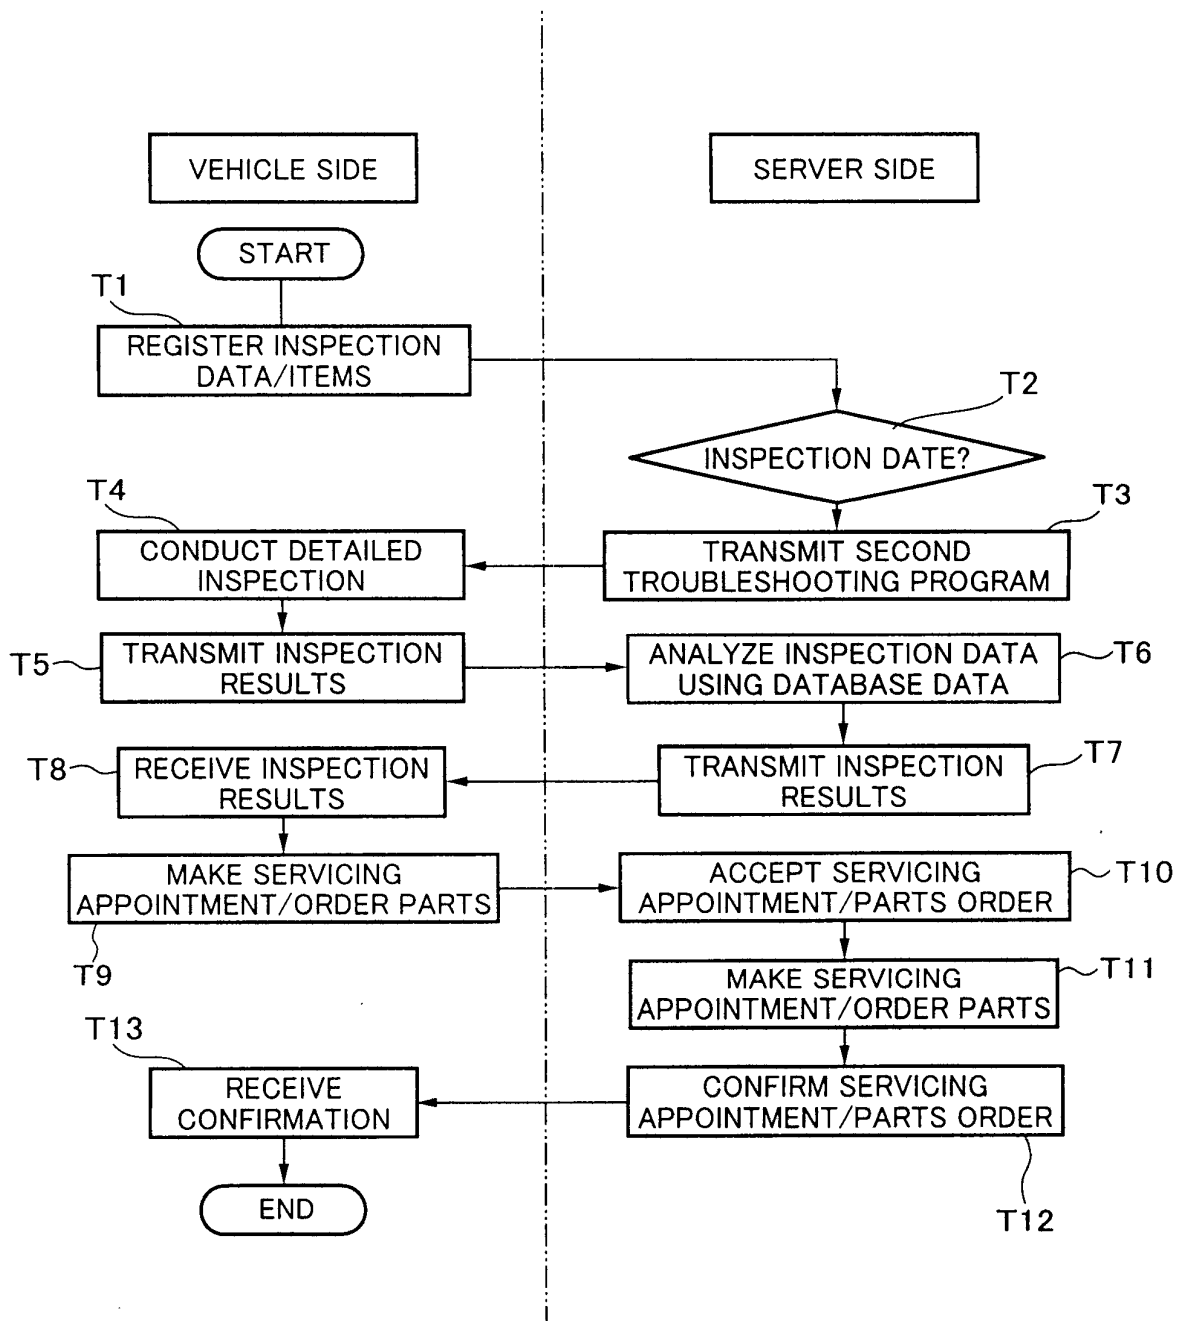 VEHICLE SIDE
SERVER SIDE
START
T1
REGISTER INSPECTION
DATA/ITEMS
T2
INSPECTION DATE?
T3
TRANSMIT SECOND
TROUBLESHOOTING PROGRAM
T4
CONDUCT DETAILED
INSPECTION
T5
TRANSMIT INSPECTION
RESULTS
ANALYZE INSPECTION DATA
USING DATABASE DATA
T6
TRANSMIT INSPECTION
RESULTS
T7
T8
RECEIVE INSPECTION
RESULTS
MAKE SERVICING
APPOINTMENT/ORDER PARTS
T9
ACCEPT SERVICING
APPOINTMENT/PARTS ORDER
T10
MAKE SERVICING
APPOINTMENT/ORDER PARTS
T11
CONFIRM SERVICING
APPOINTMENT/PARTS ORDER
T12
T13
RECEIVE
CONFIRMATION
END